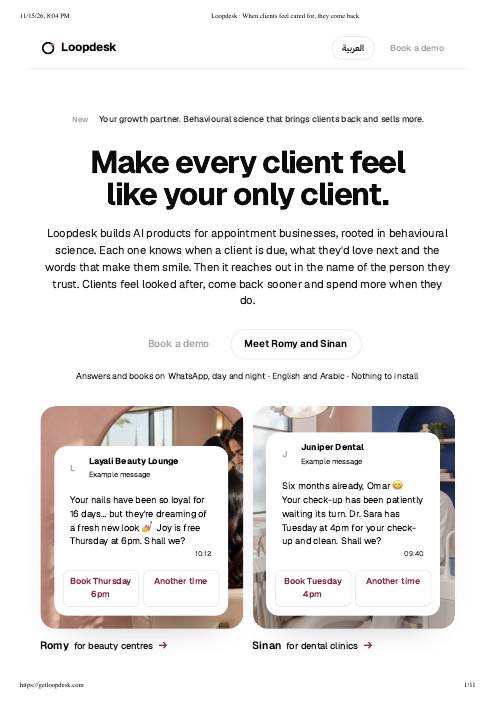 11/15/26, 8:04 PM
Loopdesk · When clients feel cared for, they come back
Loopdesk
العربية
Book a demo
New Your growth partner. Behavioural science that brings clients back and sells more.
Make every client feel
like your only client.
Loopdesk builds AI products for appointment businesses, rooted in behavioural
science. Each one knows when a client is due, what they'd love next and the
words that make them smile. Then it reaches out in the name of the person they
trust. Clients feel looked after, come back sooner and spend more when they
do.
Book a demo
Meet Romy and Sinan
Answers and books on WhatsApp, day and night · English and Arabic · Nothing to install
L
Layali Beauty Lounge
Example message
Your nails have been so loyal for
16 days… but they're dreaming of
a fresh new look 💅 Joy is free
Thursday at 6pm. Shall we?
10.12
Book Thursday
6pm
Another time
J
Juniper Dental
Example message
Six months already, Omar 😄
Your check-up has been patiently
waiting its turn. Dr. Sara has
Tuesday at 4pm for your check-
up and clean. Shall we?
09:40
Book Tuesday
4pm
Another time
Romy for beauty centres →
Sinan for dental clinics →
https://getloopdesk.com
1/11